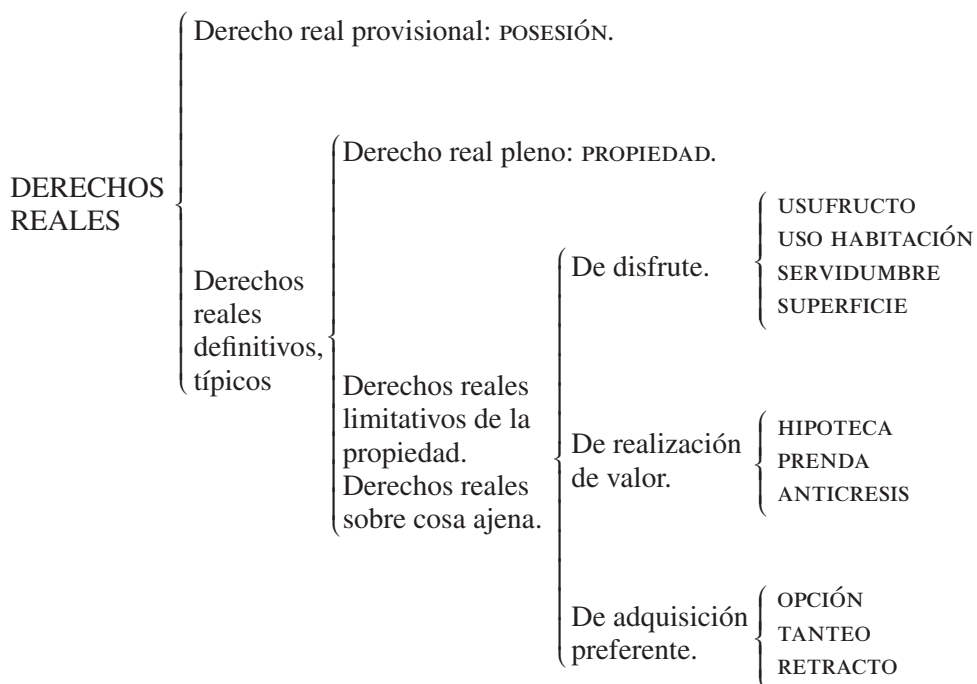 DERECHOS
REALES
Derecho real provisional: POSESIÓN.
Derechos
reales
definitivos,
típicos
Derecho real pleno: PROPIEDAD.
Derechos reales
limitativos de la
propiedad.
Derechos reales
sobre cosa ajena.
De disfrute.
USUFRUCTO
USO HABITACIÓN
SERVIDUMBRE
SUPERFICIE
De realización
de valor.
HIPOTECA
PRENDA
ANTICRESIS
De adquisición
preferente.
OPCIÓN
TANTEO
RETRACTO